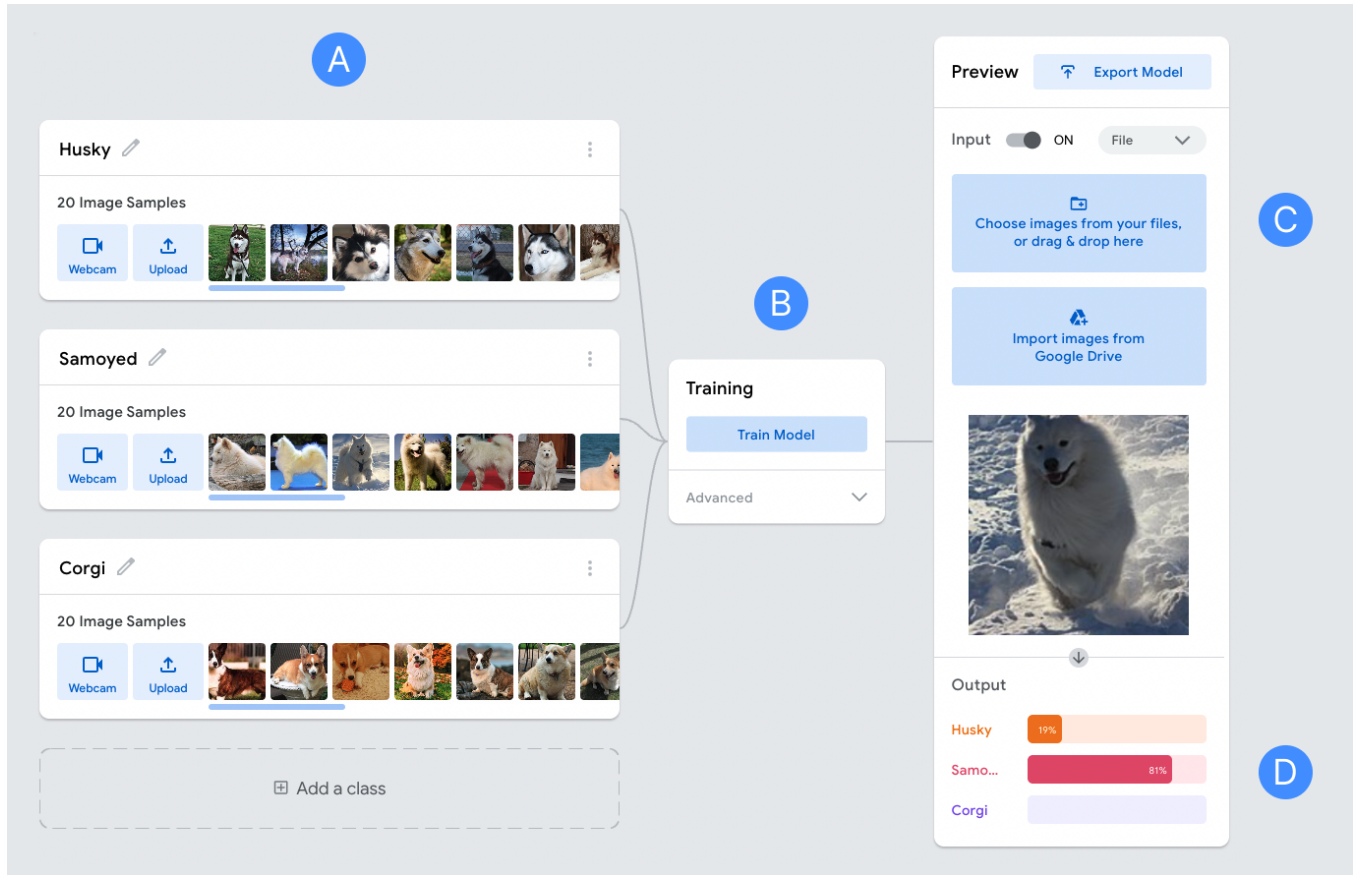 A
Husky
20 Image Samples
Webcam
Upload
Samoyed
20 Image Samples
Webcam
Upload
Corgi
20 Image Samples
Webcam
Upload
Add a class
B
Training
Train Model
Advanced
Preview
Export Model
Input
ON
File
C
Choose images from your files,
or drag & drop here
Import images from
Google Drive
Output
Husky
19%
Samo...
81%
Corgi
D